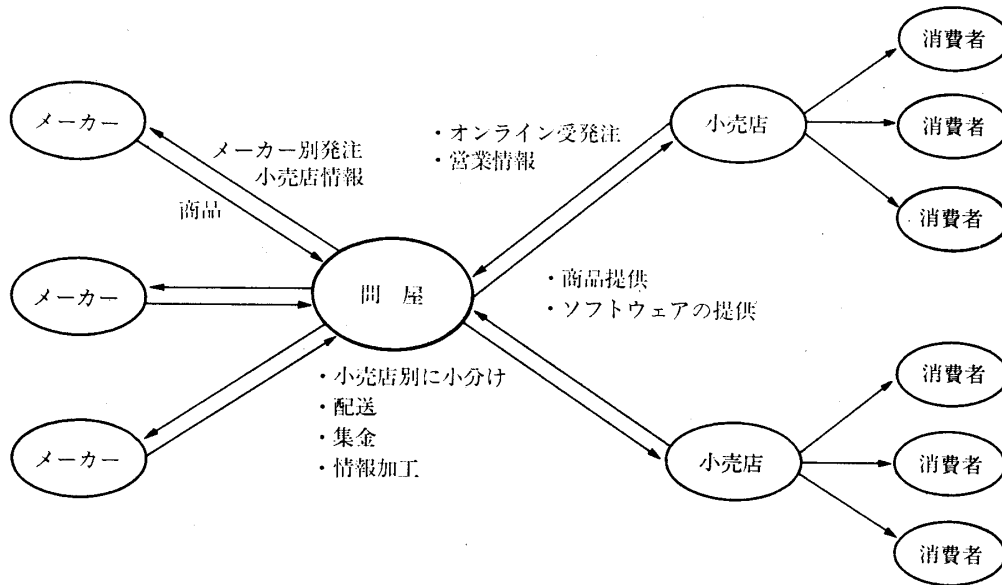 消費者
メーカー
小売店
消費者
・オンライン受発注
・営業情報
メーカー別発注
小売店情報
商品
消費者
メーカー
問　屋
・商品提供
・ソフトウェアの提供
・小売店別に小分け
・配送
・集金
・情報加工
消費者
メーカー
小売店
消費者
消費者